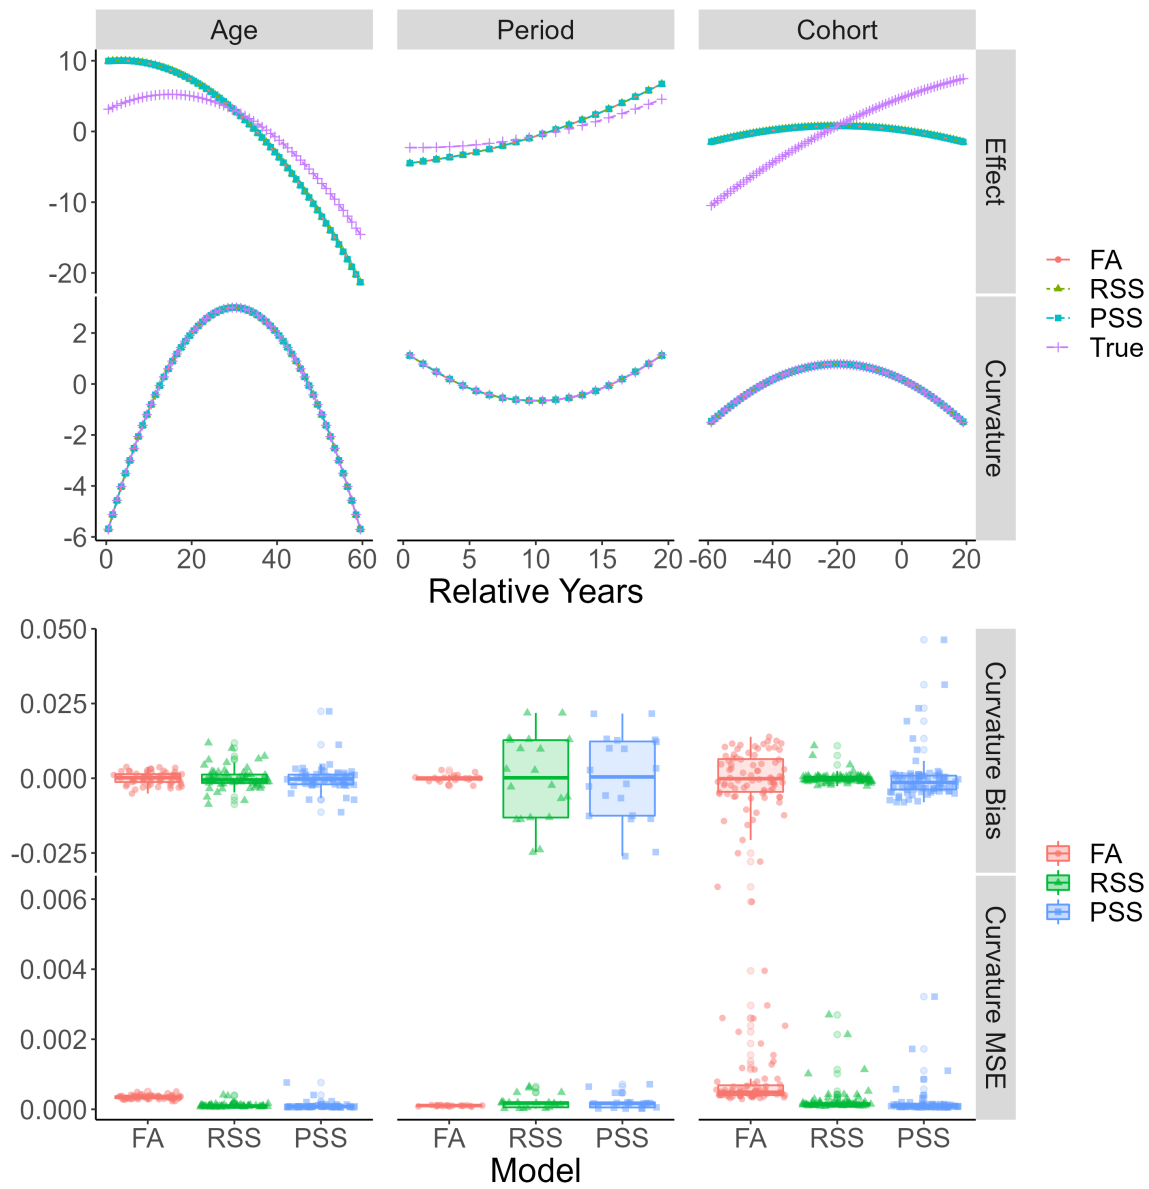 Age Period Cohort
10
0
-10
-20
Effect
2
0
-2
-4
-6
Curvature
0 20 40 60 0 5 10 15 20 -60 -40 -20 0 20
Relative Years
FA
RSS
PSS
True
0.050
0.025
0.000
-0.025
Curvature Bias
0.006
0.004
0.002
0.000
Curvature MSE
FA RSS PSS FA RSS PSS FA RSS PSS
Model
FA
RSS
PSS